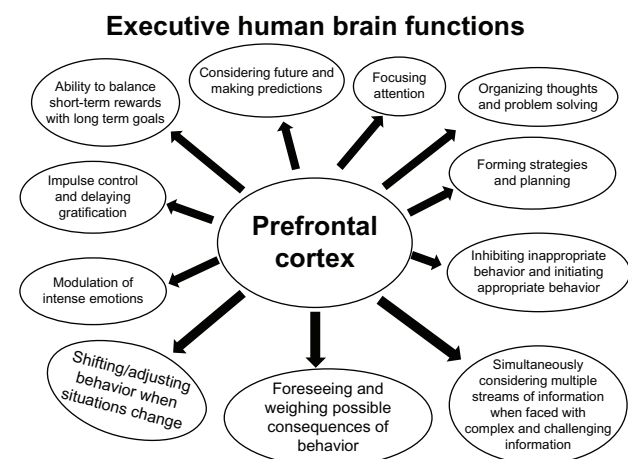 Executive human brain functions
Ability to balance
short-term rewards
with long term goals
Considering future and
making predictions
Focusing
attention
Organizing thoughts
and problem solving
Impulse control
and delaying
gratification
Prefrontal
cortex
Forming strategies
and planning
Modulation of
intense emotions
Inhibiting inappropriate
behavior and initiating
appropriate behavior
Shifting/adjusting
behavior when
situations change
Foreseeing and
weighing possible
consequences of
behavior
Simultaneously
considering multiple
streams of information
when faced with
complex and challenging
information